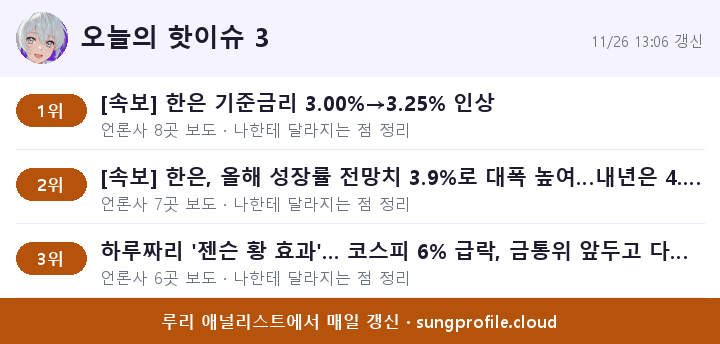 오늘의 핫이슈 3
11/26 13:06 갱신
1위
[속보] 한은 기준금리 3.00%→3.25% 인상
언론사 8곳 보도 · 나한테 달라지는 점 정리
2위
[속보] 한은, 올해 성장률 전망치 3.9%로 대폭 높여...내년은 4....
언론사 7곳 보도 · 나한테 달라지는 점 정리
3위
하루짜리 '젠슨 황 효과'... 코스피 6% 급락, 금통위 앞두고 다...
언론사 6곳 보도 · 나한테 달라지는 점 정리
루리 애널리스트에서 매일 갱신 · sungprofile.cloud